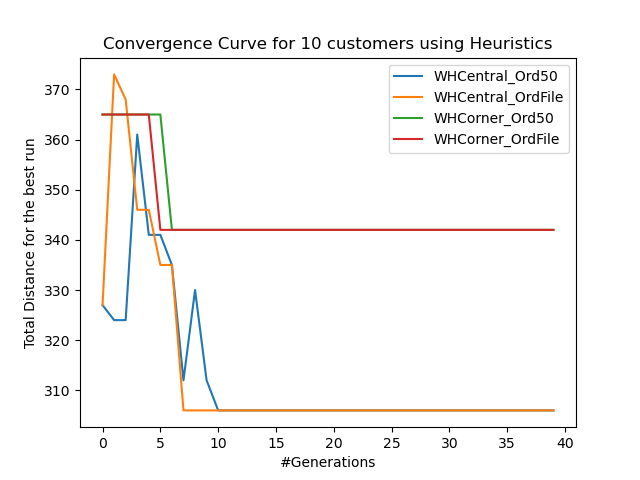 Convergence Curve for 10 customers using Heuristics
WHCentral_Ord50
WHCentral_OrdFile
WHCorner_Ord50
WHCorner_OrdFile
Total Distance for the best run
370
360
350
340
330
320
310
0 5 10 15 20 25 30 35 40
#Generations